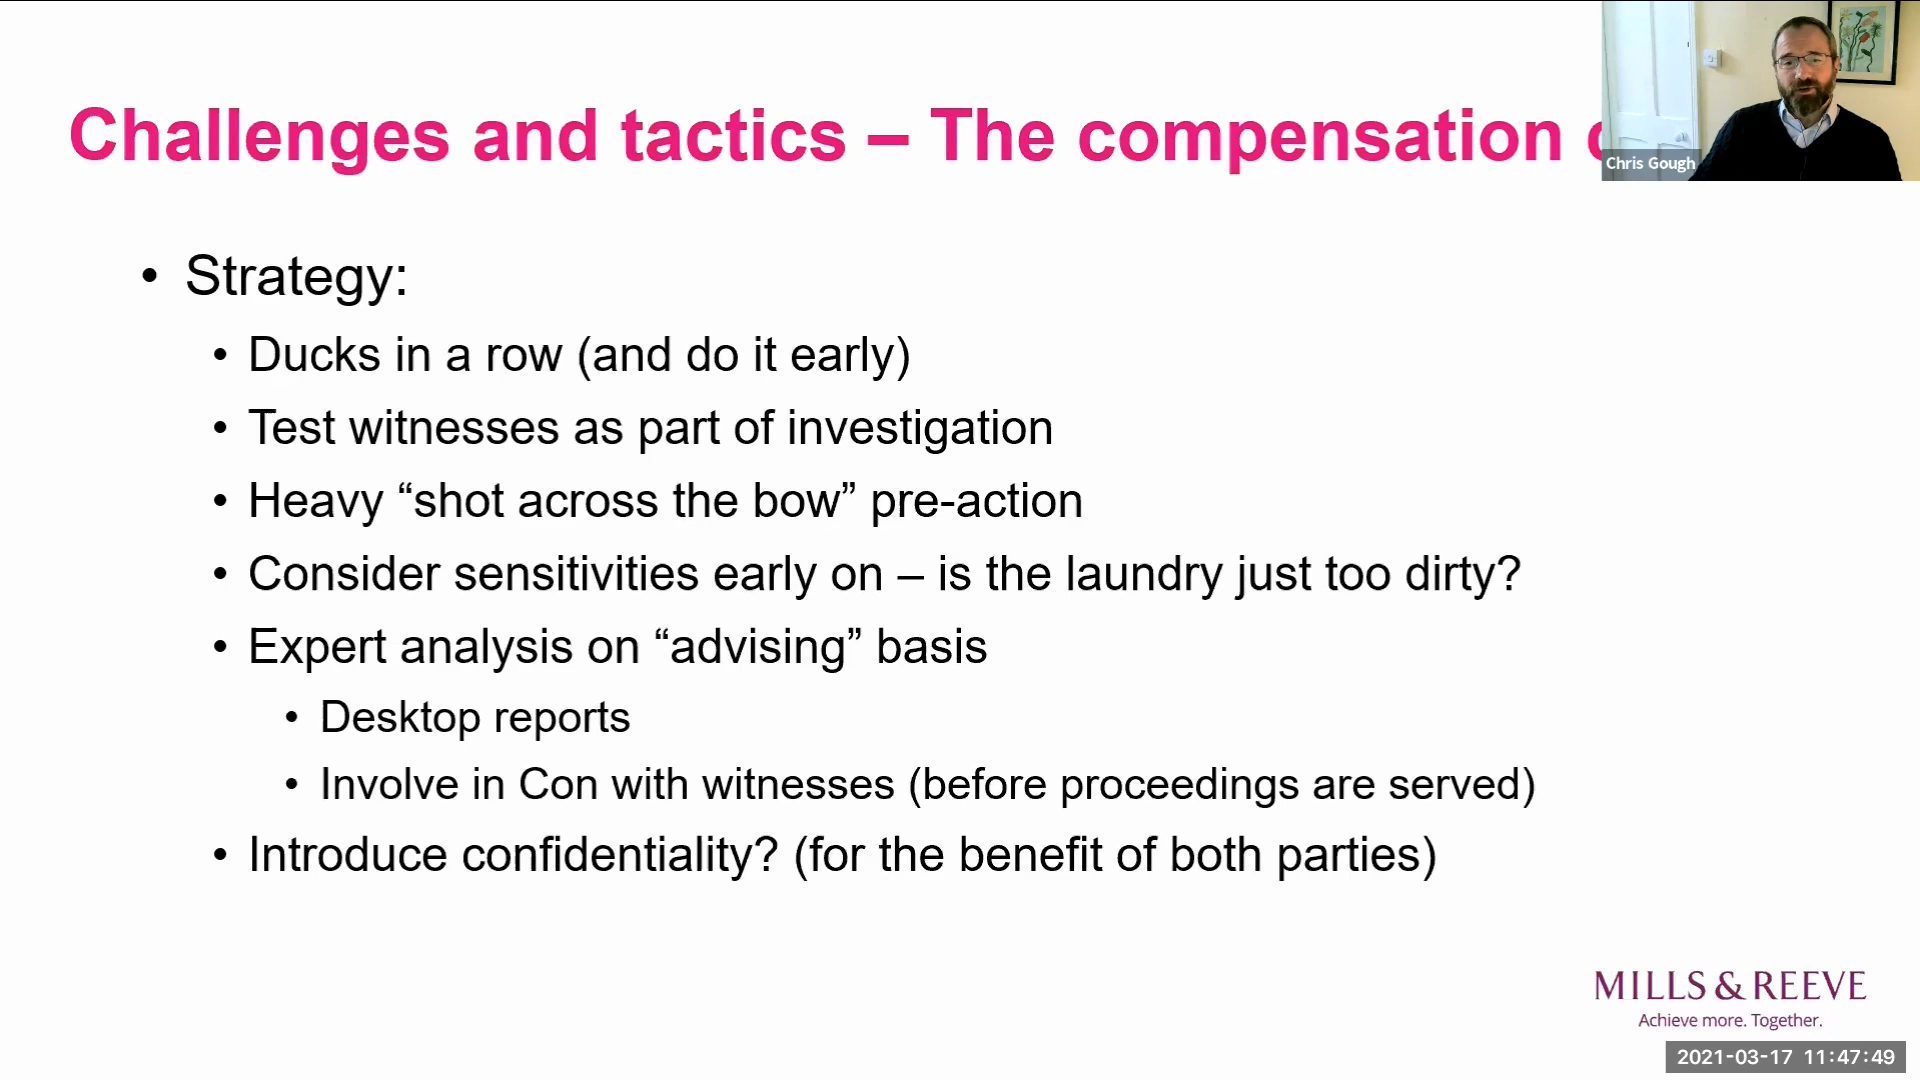 Challenges and tactics – The compensation
Chris Gough
• Strategy:
• Ducks in a row (and do it early)
• Test witnesses as part of investigation
• Heavy “shot across the bow” pre-action
• Consider sensitivities early on – is the laundry just too dirty?
• Expert analysis on “advising” basis
• Desktop reports
• Involve in Con with witnesses (before proceedings are served)
• Introduce confidentiality? (for the benefit of both parties)
MILLS & REEVE
Achieve more. Together.
2021-03-17 11:47:49